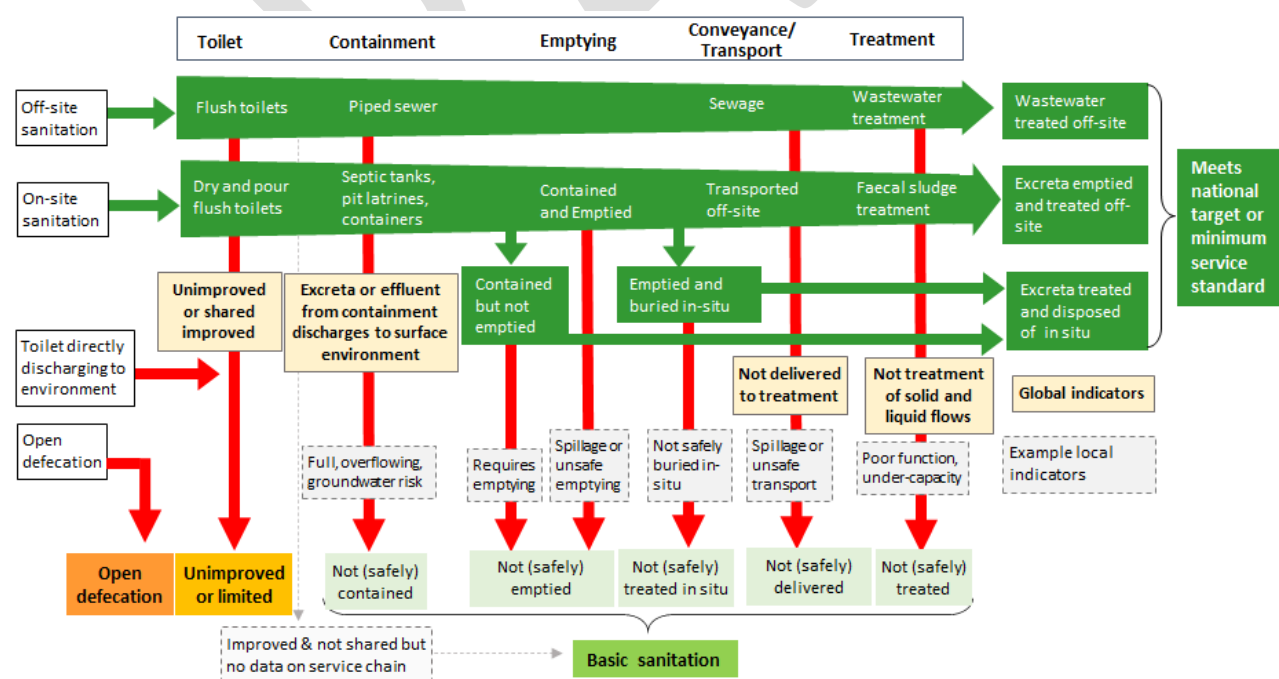 Toilet
Containment
Emptying
Conveyance/
Transport
Treatment
Off-site
sanitation
Flush toilets
Piped sewer
Sewage
Wastewater
treatment
Wastewater
treated off-site
On-site
sanitation
Dry and pour
flush toilets
Septic tanks,
pit latrines,
containers
Contained
and Emptied
Transported
off-site
Faecal sludge
treatment
Excreta emptied
and treated off-
site
Meets
national
target or
minimum
service
standard
Unimproved
or shared
improved
Excreta or effluent
from containment
discharges to surface
environment
Contained
but not
emptied
Emptied and
buried in-situ
Excreta treated
and disposed
of in situ
Toilet directly
discharging to
environment
Not delivered
to treatment
Not treatment
of solid and
liquid flows
Global indicators
Open
defecation
Full, overflowing,
groundwater risk
Requires
emptying
Spillage or
unsafe
emptying
Not safely
buried in-
situ
Spillage or
unsafe
transport
Poor function,
under-capacity
Example local
indicators
Open
defecation
Unimproved
or limited
Not (safely)
contained
Not (safely)
emptied
Not (safely)
treated in situ
Not (safely)
delivered
Not (safely)
treated
Improved & not shared but
no data on service chain
Basic sanitation